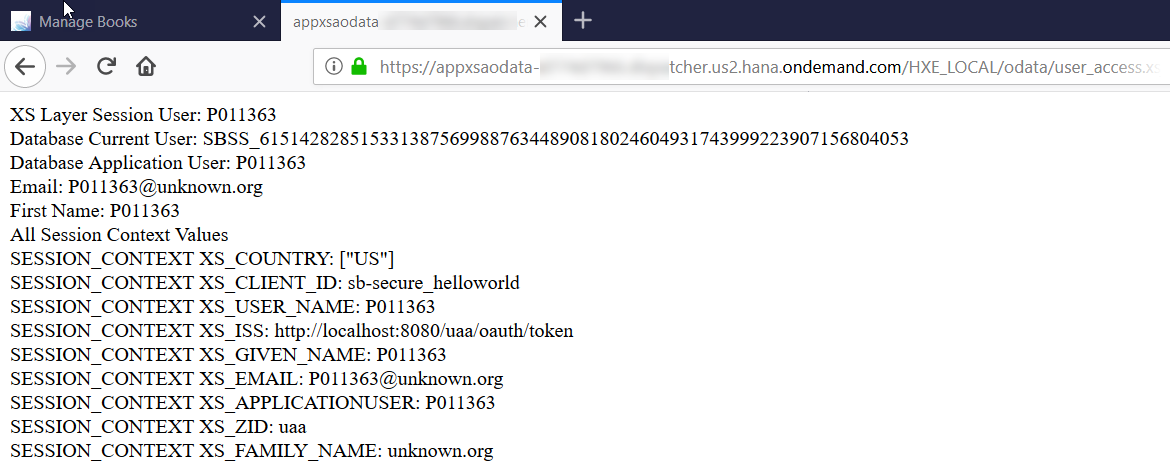 Manage Books
appxsaodata
https://appxsaodata- tcher.us2.hana.ondemand.com/HXE_LOCAL/odata/user_access.xs
XS Layer Session User: P011363
Database Current User: SBSS_61514282851533138756998876344890818024604931743999223907156804053
Database Application User: P011363
Email: P011363@unknown.org
First Name: P011363
All Session Context Values
SESSION_CONTEXT XS_COUNTRY: ["US"]
SESSION_CONTEXT XS_CLIENT_ID: sb-secure_helloworld
SESSION_CONTEXT XS_USER_NAME: P011363
SESSION_CONTEXT XS_ISS: http://localhost:8080/uaa/oauth/token
SESSION_CONTEXT XS_GIVEN_NAME: P011363
SESSION_CONTEXT XS_EMAIL: P011363@unknown.org
SESSION_CONTEXT XS_APPLICATIONUSER: P011363
SESSION_CONTEXT XS_ZID: uaa
SESSION_CONTEXT XS_FAMILY_NAME: unknown.org